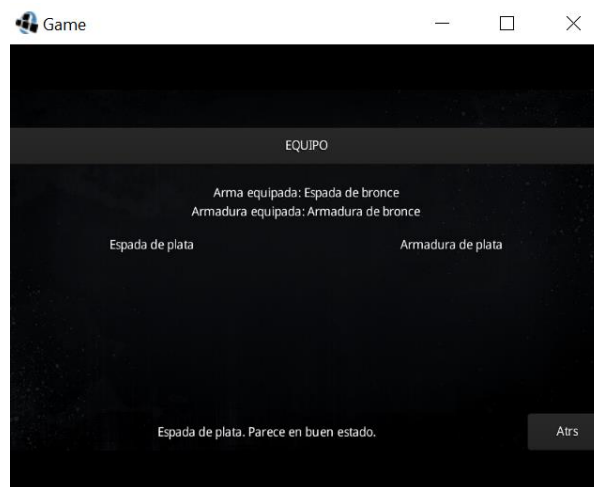 Game
EQUIPO
Arma equipada: Espada de bronce
Armadura equipada: Armadura de bronce
Espada de plata Armadura de plata
Espada de plata. Parece en buen estado. Atrs